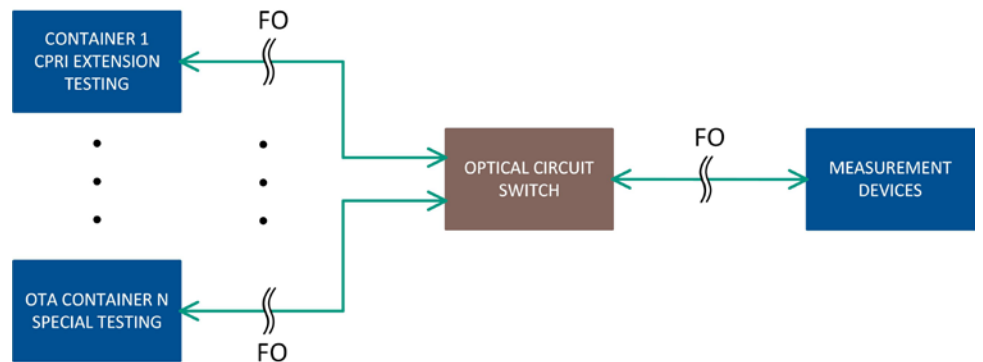 FO
CONTAINER 1
CPRI EXTENSION
TESTING
OPTICAL CIRCUIT
SWITCH
FO
MEASUREMENT
DEVICES
OTA CONTAINER N
SPECIAL TESTING
FO